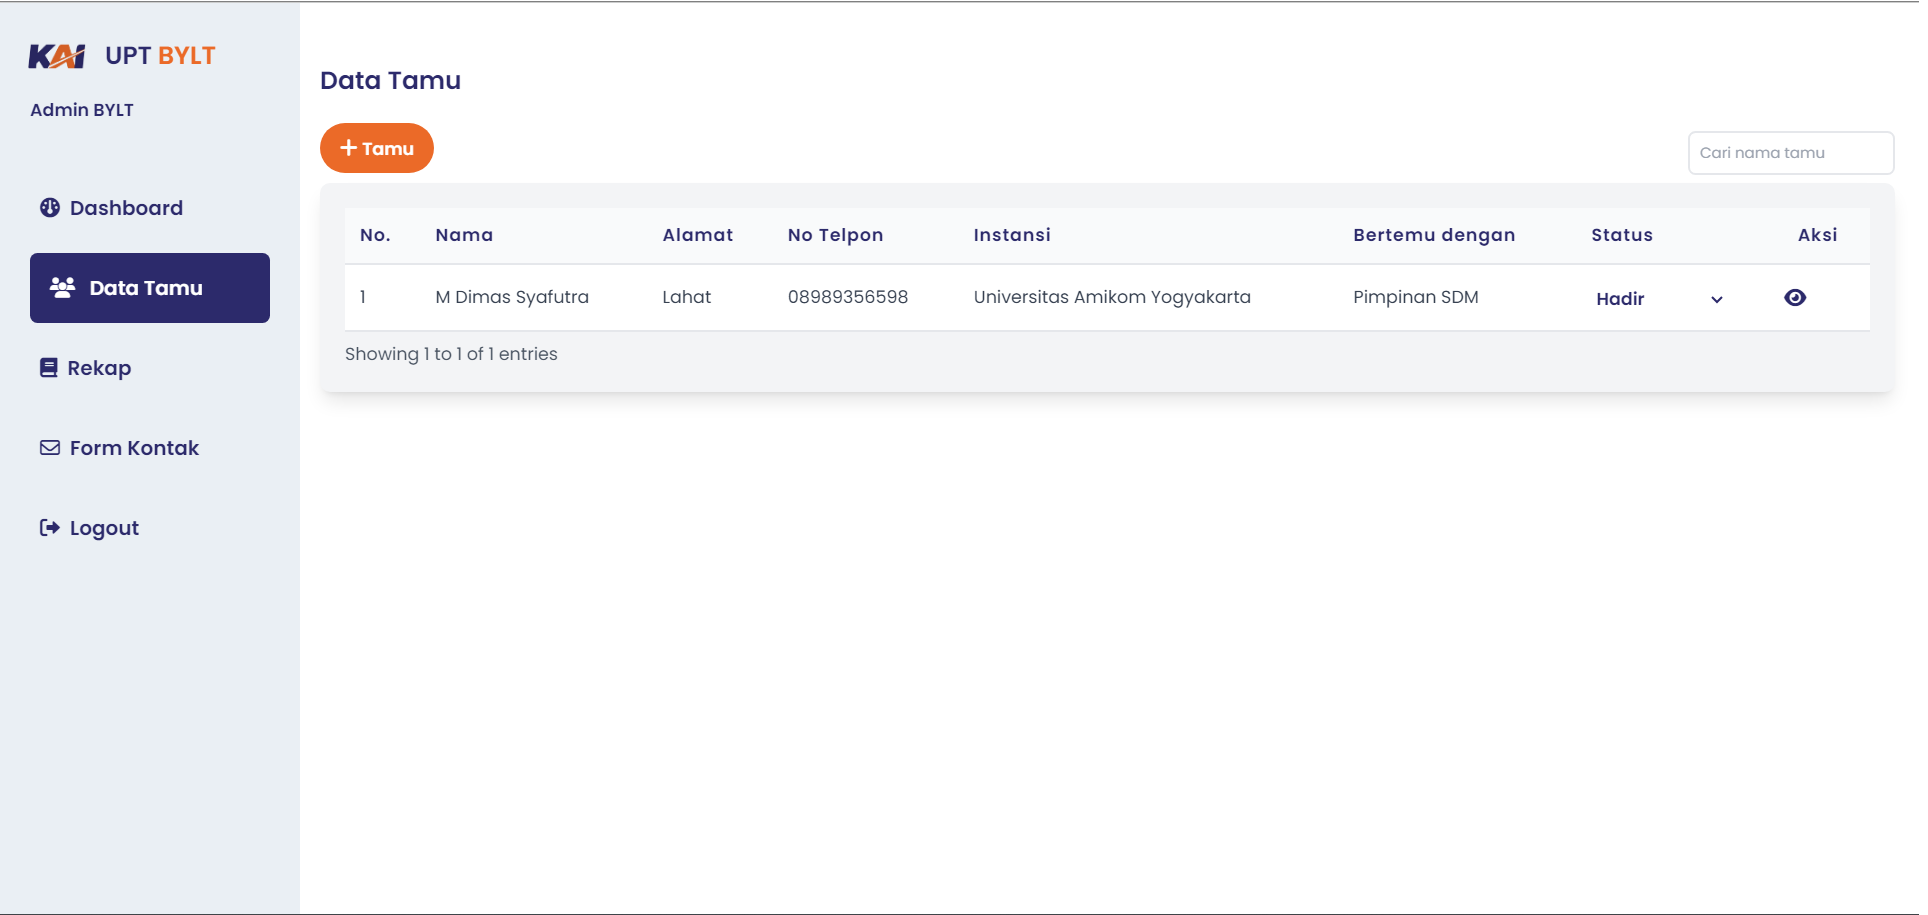 KAI UPT BYLT
Admin BYLT
Dashboard
Data Tamu
Rekap
Form Kontak
Logout
Data Tamu
+ Tamu
Cari nama tamu
No. Nama Alamat No Telpon Instansi Bertemu dengan Status Aksi
1 M Dimas Syafutra Lahat 08989356598 Universitas Amikom Yogyakarta Pimpinan SDM Hadir
Showing 1 to 1 of 1 entries